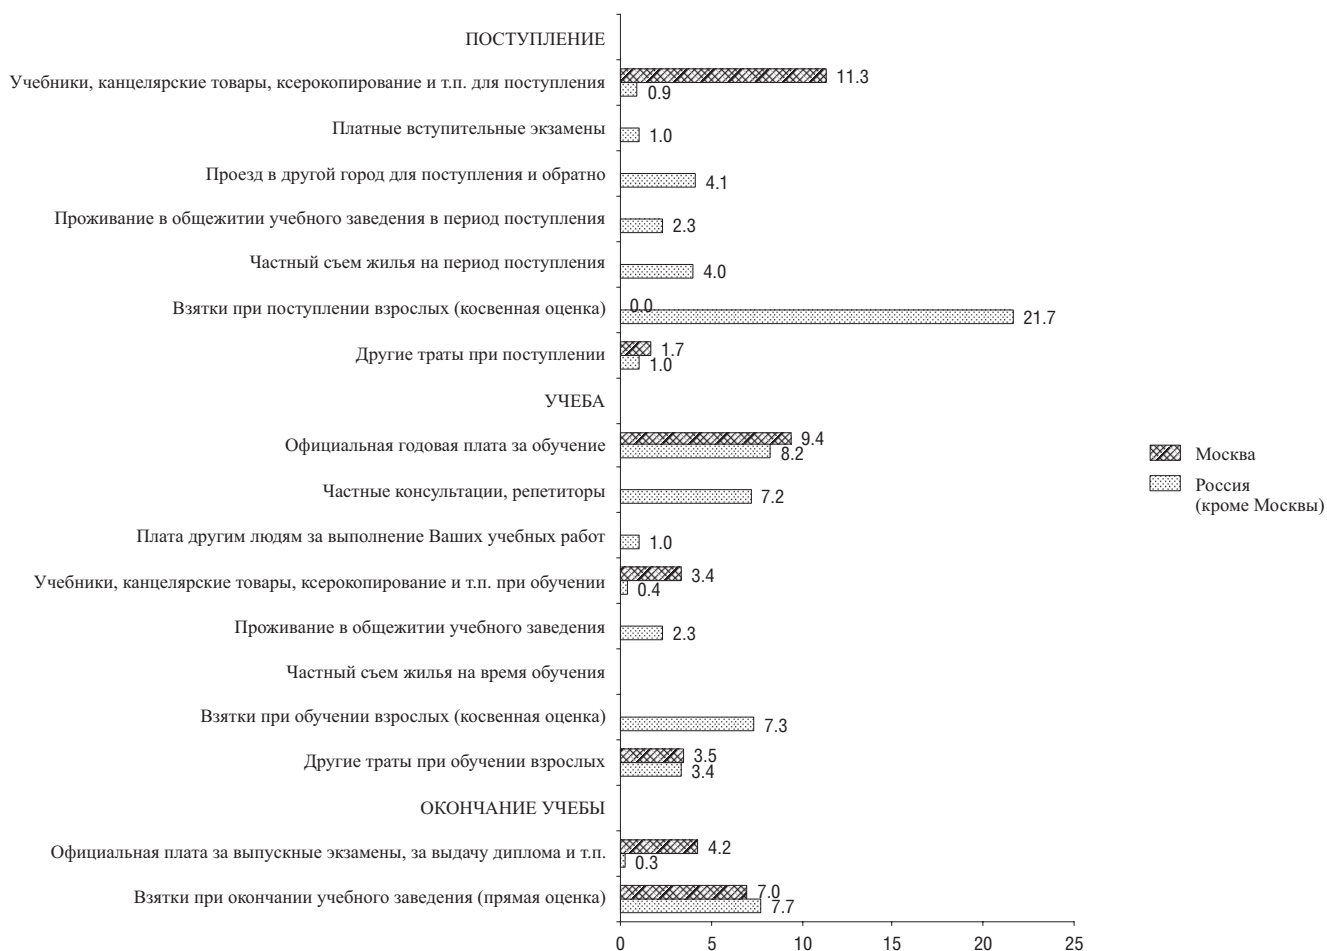 ПОСТУПЛЕНИЕ
Учебники, канцелярские товары, ксерокопирование и т.п. для поступления
11.3
0.9
Платные вступительные экзамены
1.0
Проезд в другой город для поступления и обратно
4.1
Проживание в общежитии учебного заведения в период поступления
2.3
Частный съем жилья на период поступления
4.0
Взятки при поступлении взрослых (косвенная оценка)
0.0
21.7
Другие траты при поступлении
1.7
1.0
УЧЕБА
Официальная годовая плата за обучение
9.4
8.2
Частные консультации, репетиторы
7.2
Плата другим людям за выполнение Ваших учебных работ
1.0
Учебники, канцелярские товары, ксерокопирование и т.п. при обучении
3.4
0.4
Проживание в общежитии учебного заведения
2.3
Частный съем жилья на время обучения
Взятки при обучении взрослых (косвенная оценка)
7.3
Другие траты при обучении взрослых
3.5
3.4
ОКОНЧАНИЕ УЧЕБЫ
Официальная плата за выпускные экзамены, за выдачу диплома и т.п.
4.2
0.3
Взятки при окончании учебного заведения (прямая оценка)
7.0
7.7
0 5 10 15 20 25
Москва
Россия
(кроме Москвы)